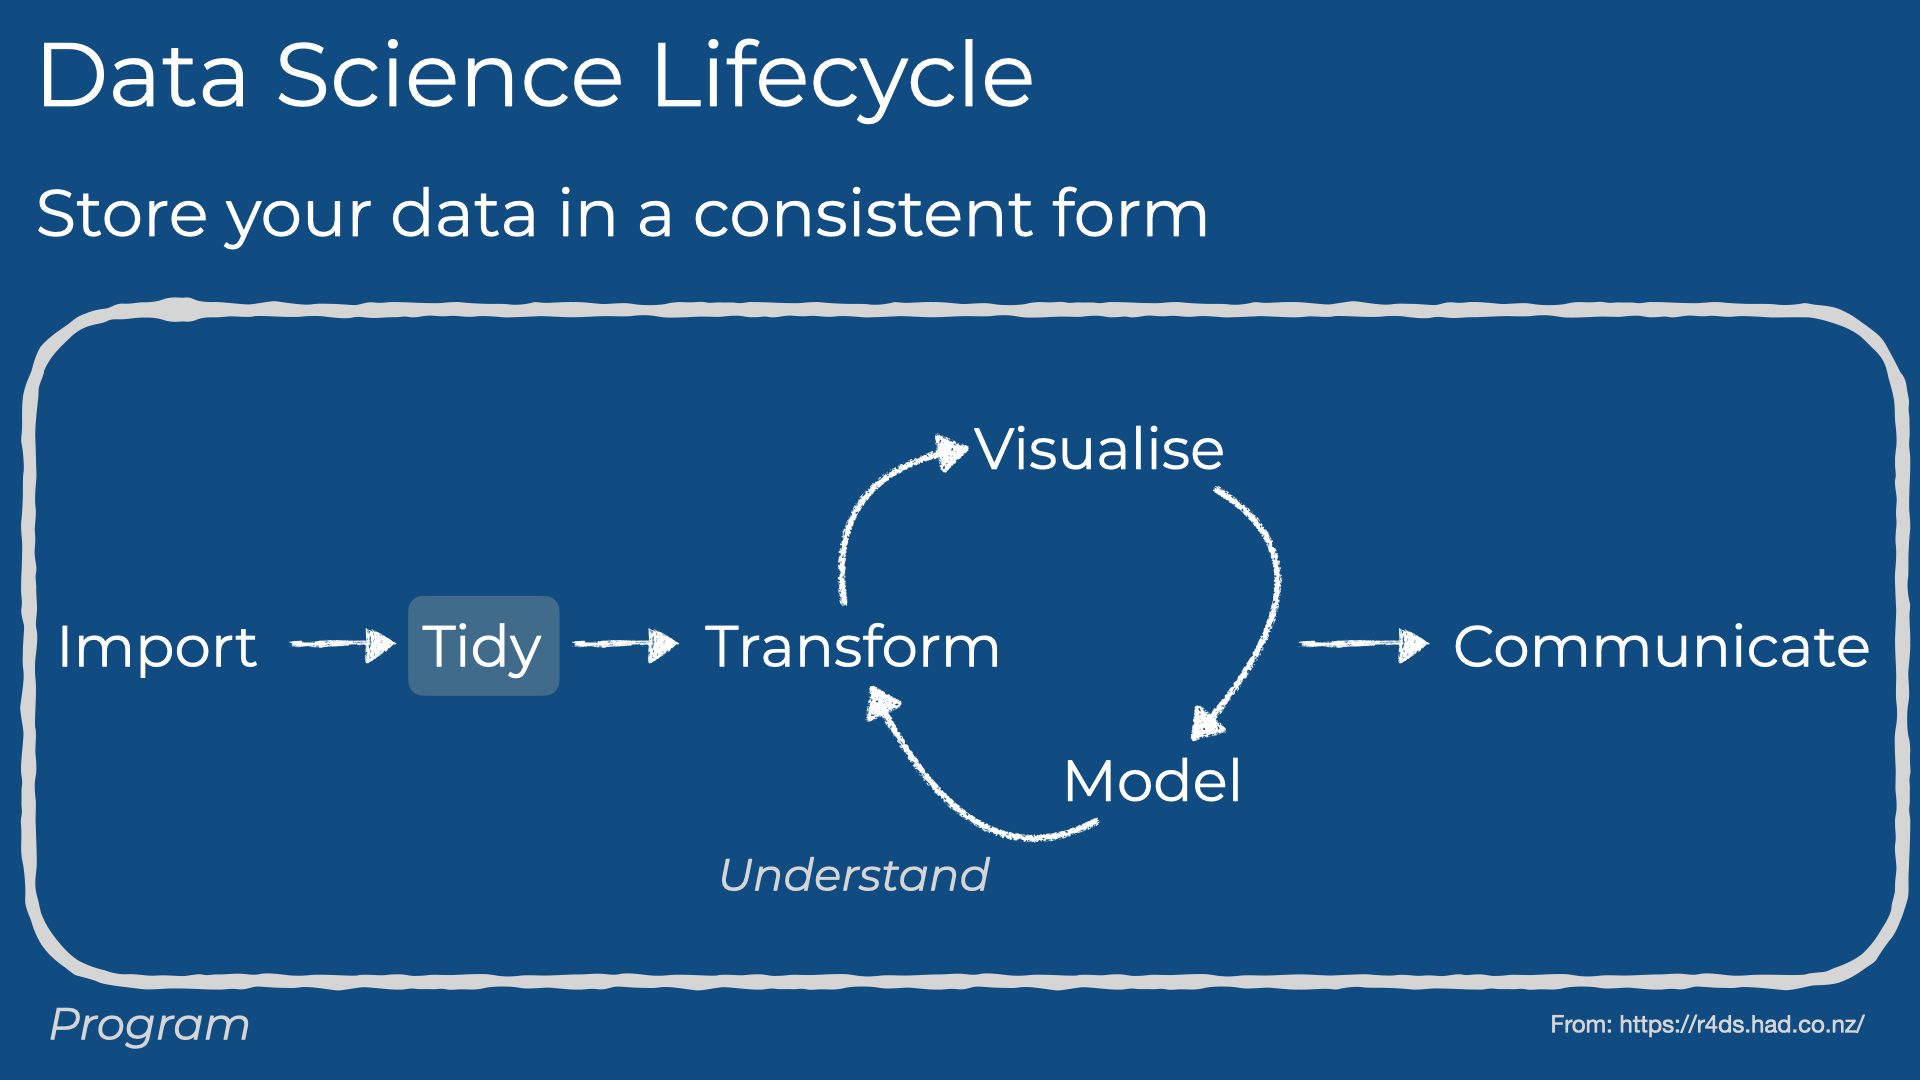 Data Science Lifecycle
Store your data in a consistent form
Visualise
Import
Tidy
Transform
Communicate
Model
Understand
Program
From: https://r4ds.had.co.nz/